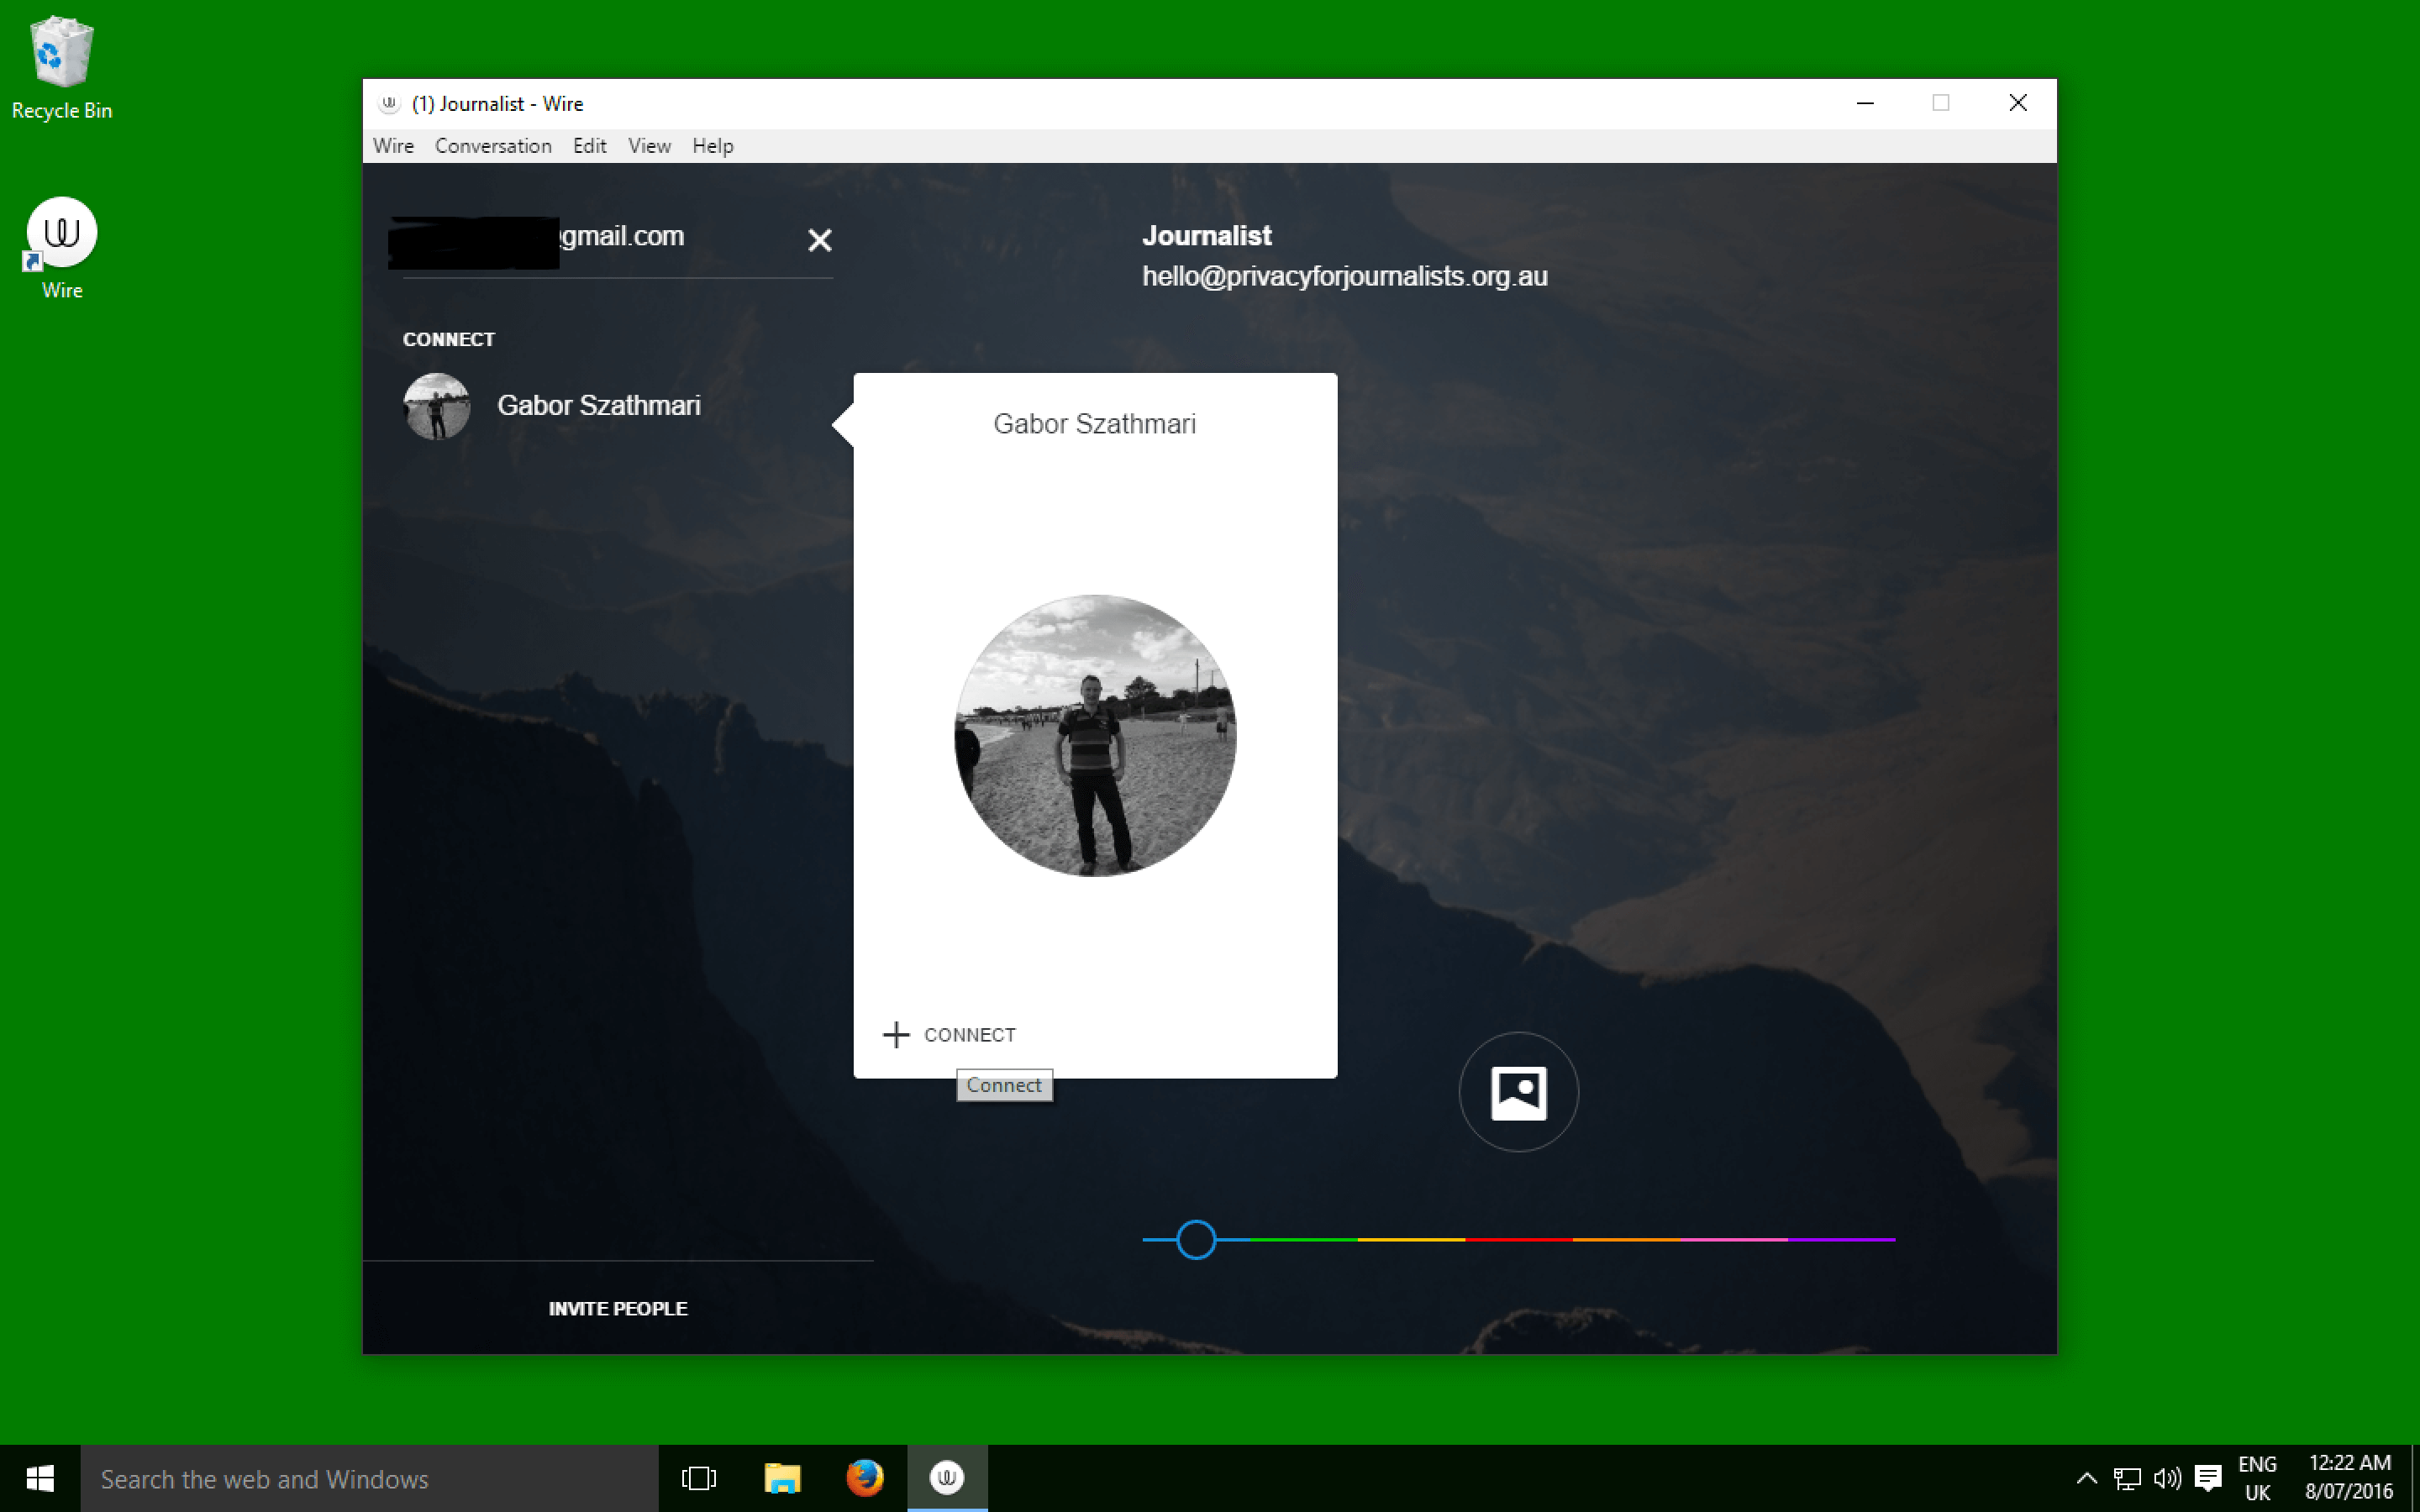 Recycle Bin
Wire
(1) Journalist - Wire
Wire Conversation Edit View Help
@gmail.com
CONNECT
Gabor Szathmari
Journalist
hello@privacyforjournalists.org.au
Gabor Szathmari
CONNECT
Connect
INVITE PEOPLE
Search the web and Windows
ENG
UK
12:22 AM
8/07/2016